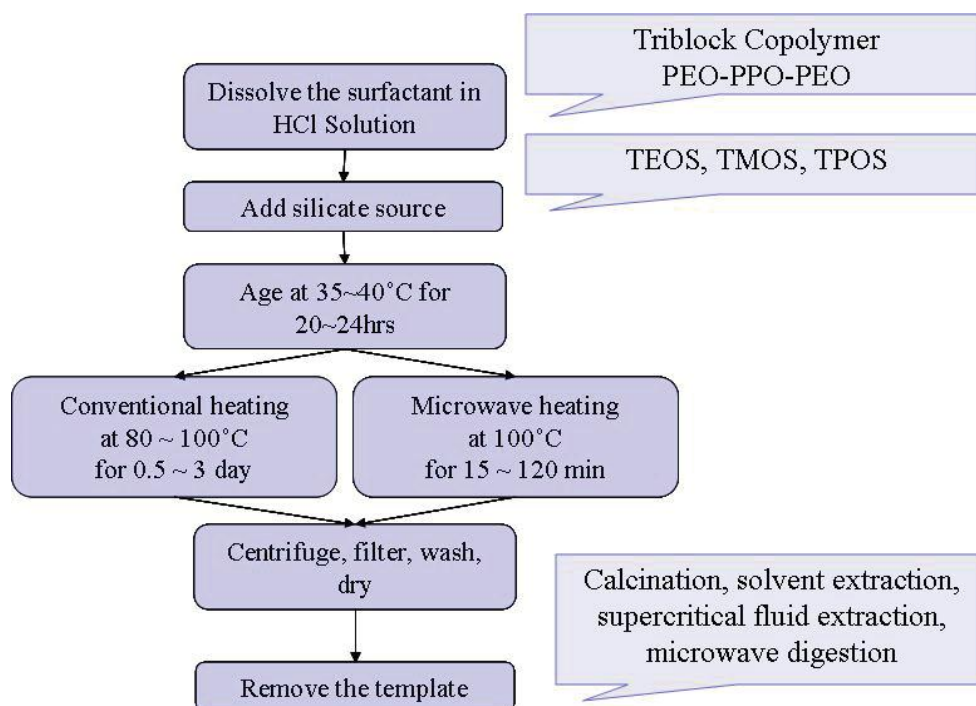 Triblock Copolymer
PEO-PPO-PEO
Dissolve the surfactant in
HCl Solution
TEOS, TMOS, TPOS
Add silicate source
Age at 35~40˚C for
20~24hrs
Conventional heating
at 80 ~ 100˚C
for 0.5 ~ 3 day
Microwave heating
at 100˚C
for 15 ~ 120 min
Centrifuge, filter, wash,
dry
Calcination, solvent extraction,
supercritical fluid extraction,
microwave digestion
Remove the template